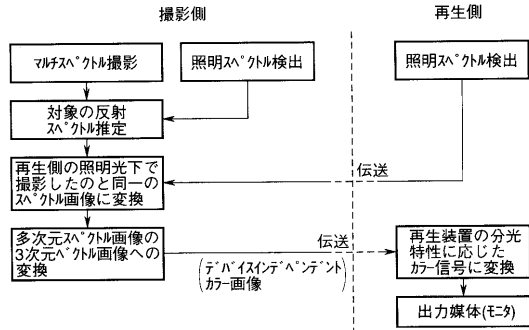 撮影側
再生側
マルチスペクトル撮影
照明スペクトル検出
照明スペクトル検出
対象の反射
スペクトル推定
再生側の照明光下で
撮影したのと同一の
スペクトル画像に変換
伝送
多次元スペクトル画像の
3次元ベクトル画像への
変換
伝送
(デバイスインデペンデント
カラー画像)
再生装置の分光
特性に応じた
カラー信号に変換
出力媒体(モニタ)